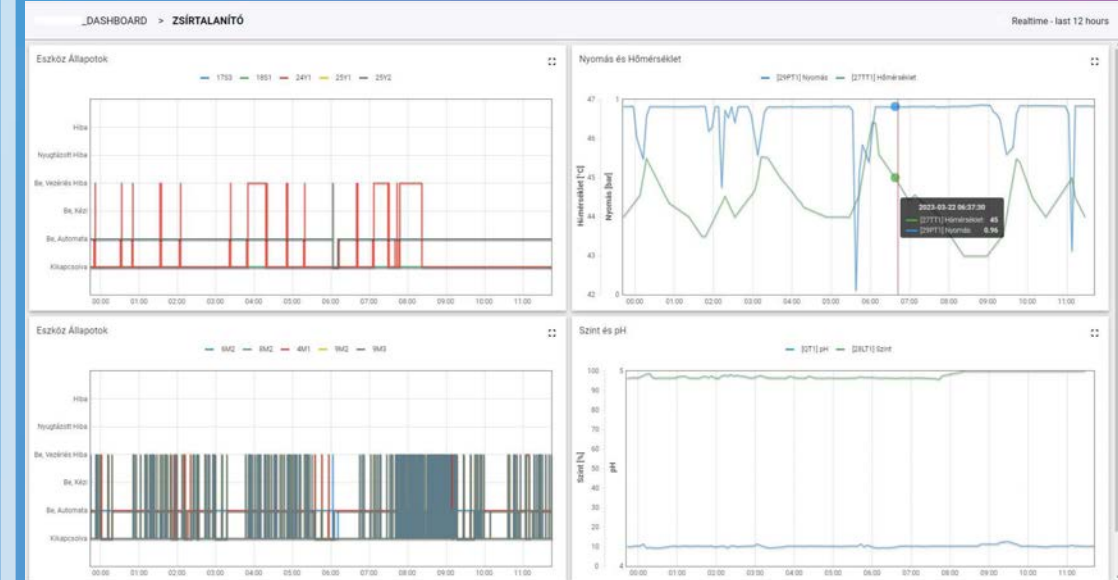 _DASHBOARD > ZSÍRTALANÍTÓ
Realtime - last 12 hours
Eszköz Állapotok
17S3 18S1 24Y1 25Y1 25Y2
Hiba
Nyugtázott Hiba
Be, Vezérlés Hiba
Be, Kézi
Be, Automata
Kikapcsolva
00:00 01:00 02:00 03:00 04:00 05:00 06:00 07:00 08:00 09:00 10:00 11:00
Nyomás és Hőmérséklet
[29PT1] Nyomás [27TT1] Hőmérséklet
47 1
46
45
44
43
42 0
Hőmérséklet [°C]
Nyomás [bar]
2023-03-22 06:37:30
[27TT1] Hőmérséklet 45
[29PT1] Nyomás 0.96
00:00 01:00 02:00 03:00 04:00 05:00 06:00 07:00 08:00 09:00 10:00 11:00
Eszköz Állapotok
6M2 8M2 4M1 9M2 9M3
Hiba
Nyugtázott Hiba
Be, Vezérlés Hiba
Be, Kézi
Be, Automata
Kikapcsolva
00:00 01:00 02:00 03:00 04:00 05:00 06:00 07:00 08:00 09:00 10:00 11:00
Szint és pH
[QT1] pH [28LT1] Szint
100 5
90
80
70
60
50
40
30
20
10
0 4
Szint [%]
pH
00:00 01:00 02:00 03:00 04:00 05:00 06:00 07:00 08:00 09:00 10:00 11:00